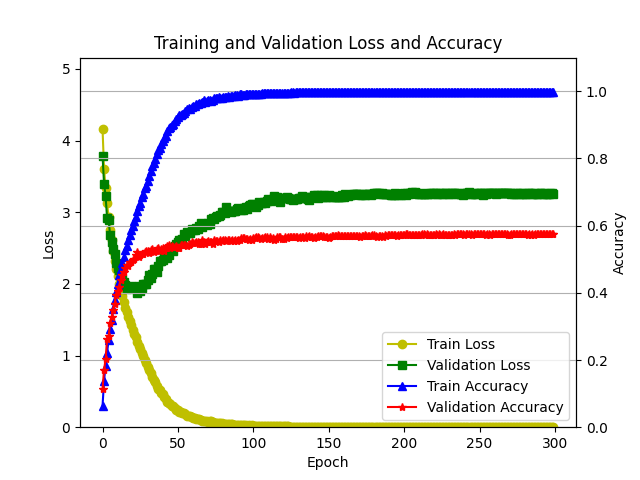 Training and Validation Loss and Accuracy
5
4
3
2
1
0
Loss
1.0
0.8
0.6
0.4
0.2
0.0
Accuracy
Train Loss
Validation Loss
Train Accuracy
Validation Accuracy
0 50 100 150 200 250 300
Epoch